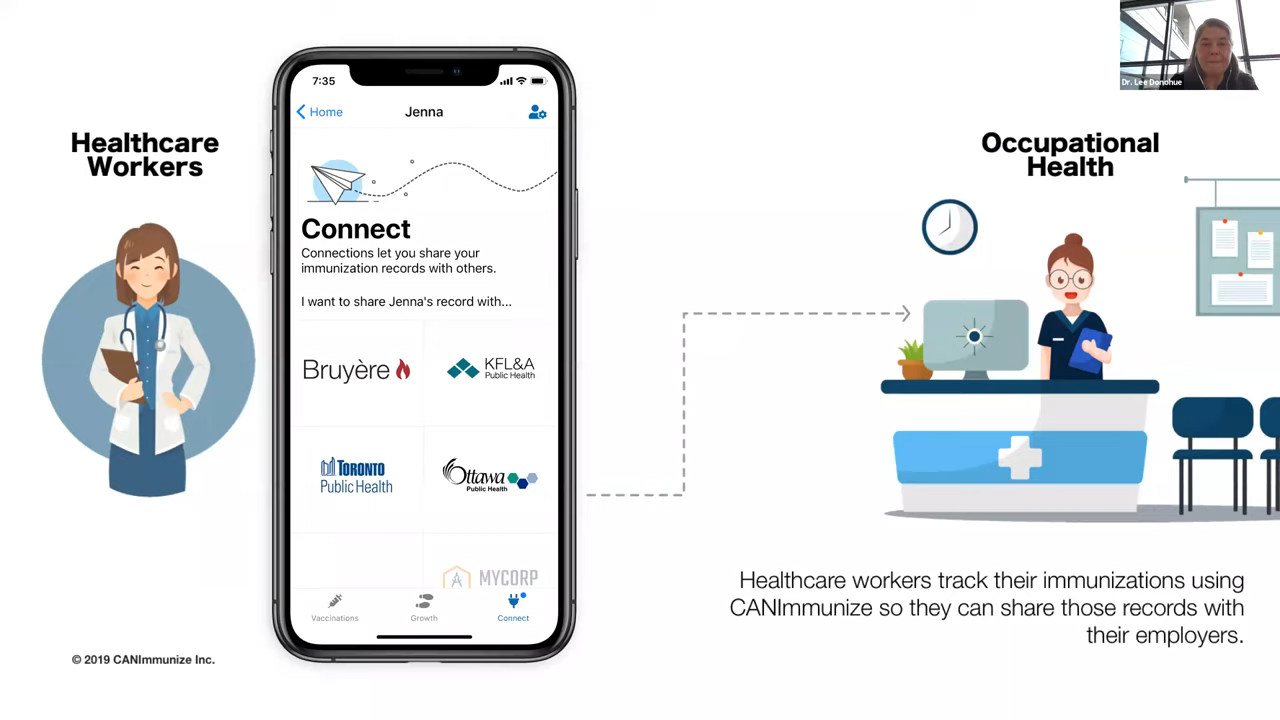 Dr. Lee Donohue
Healthcare
Workers
7:35
Home
Jenna
Connect
Connections let you share your
immunization records with others.
I want to share Jenna's record with...
Bruyère
KFL&A
Public Health
TORONTO
Public Health
Ottawa
Public Health
MYCORP
Vaccinations
Growth
Connect
Occupational
Health
Healthcare workers track their immunizations using
CANImmunize so they can share those records with
their employers.
© 2019 CANImmunize Inc.